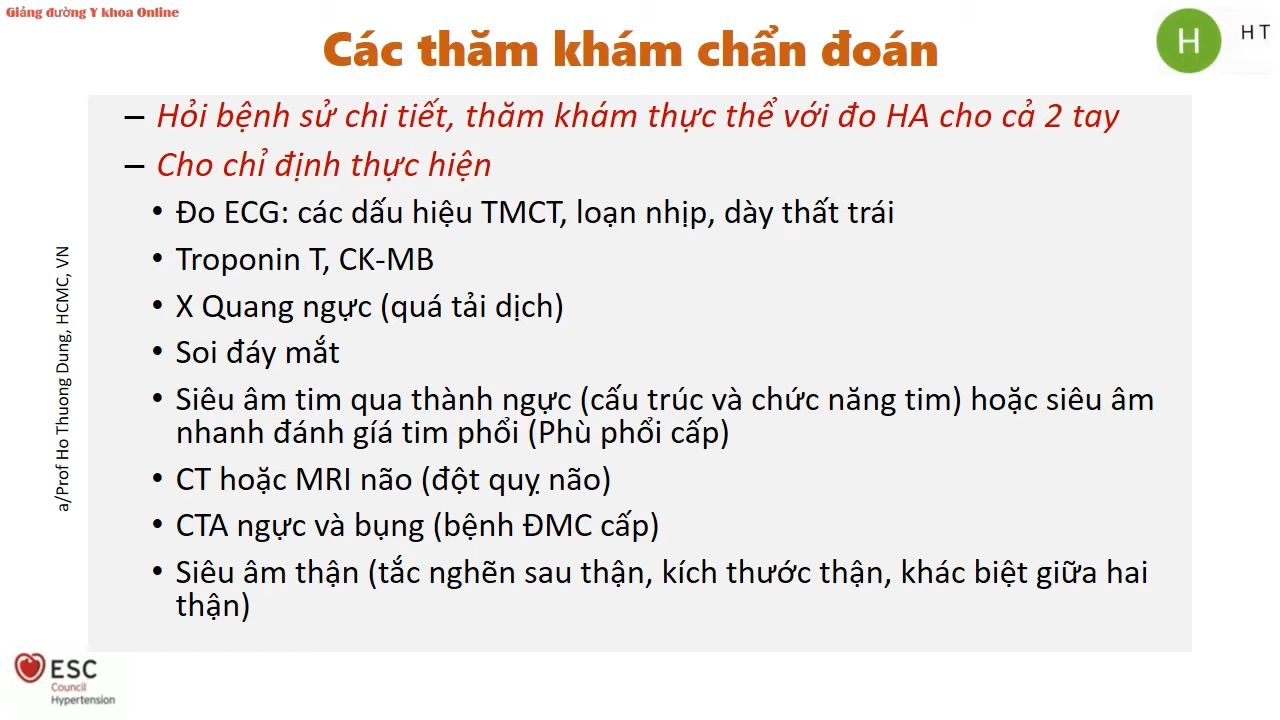 Giảng đường Y khoa Online
Các thăm khám chẩn đoán
H
H T
– Hỏi bệnh sử chi tiết, thăm khám thực thể với đo HA cho cả 2 tay
– Cho chỉ định thực hiện
• Đo ECG: các dấu hiệu TMCT, loạn nhịp, dày thất trái
• Troponin T, CK-MB
• X Quang ngực (quá tải dịch)
• Soi đáy mắt
• Siêu âm tim qua thành ngực (cấu trúc và chức năng tim) hoặc siêu âm
nhanh đánh gíá tim phổi (Phù phổi cấp)
• CT hoặc MRI não (đột quỵ não)
• CTA ngực và bụng (bệnh ĐMC cấp)
• Siêu âm thận (tắc nghẽn sau thận, kích thước thận, khác biệt giữa hai
thận)
a/Prof Ho Thuong Dung, HCMC, VN
ESC
Council
Hypertension